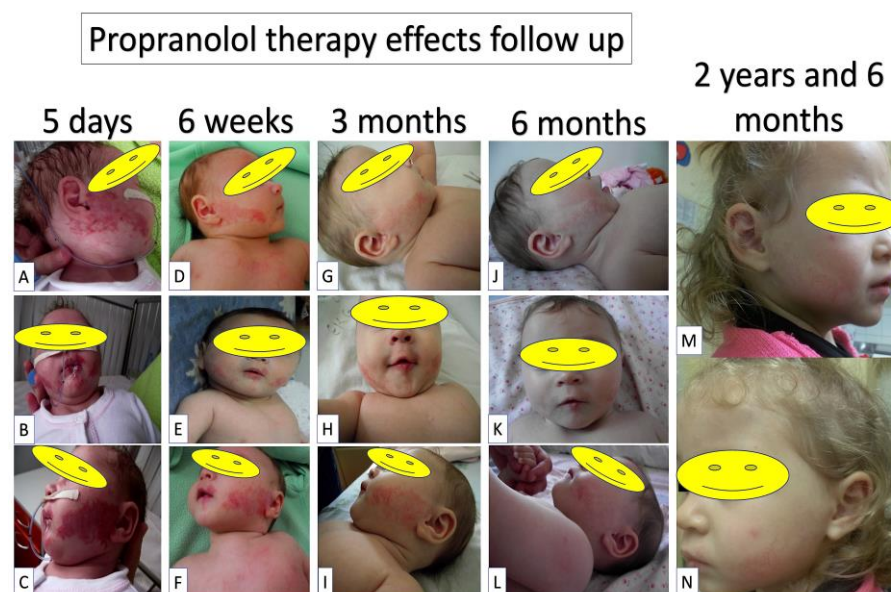 Propranolol therapy effects follow up
5 days
6 weeks
3 months
6 months
2 years and 6
months
A
D
G
J
M
B
E
H
K
C
F
I
L
N